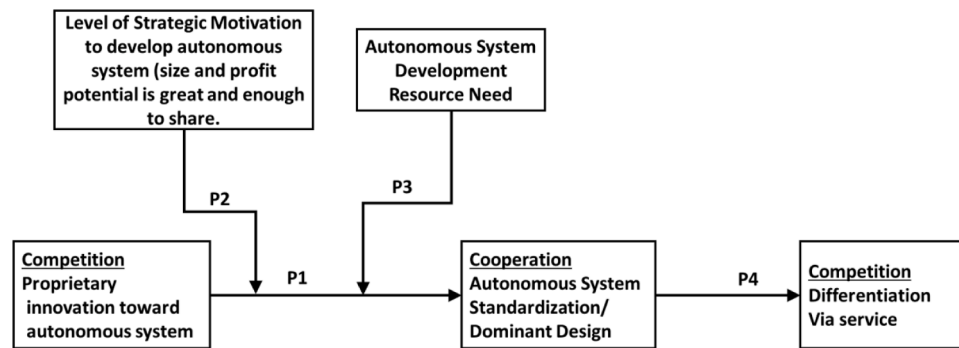 Level of Strategic Motivation
to develop autonomous
system (size and profit
potential is great and enough
to share.
Autonomous System
Development
Resource Need
P2
P3
Competition
Proprietary
innovation toward
autonomous system
P1
Cooperation
Autonomous System
Standardization/
Dominant Design
P4
Competition
Differentiation
Via service